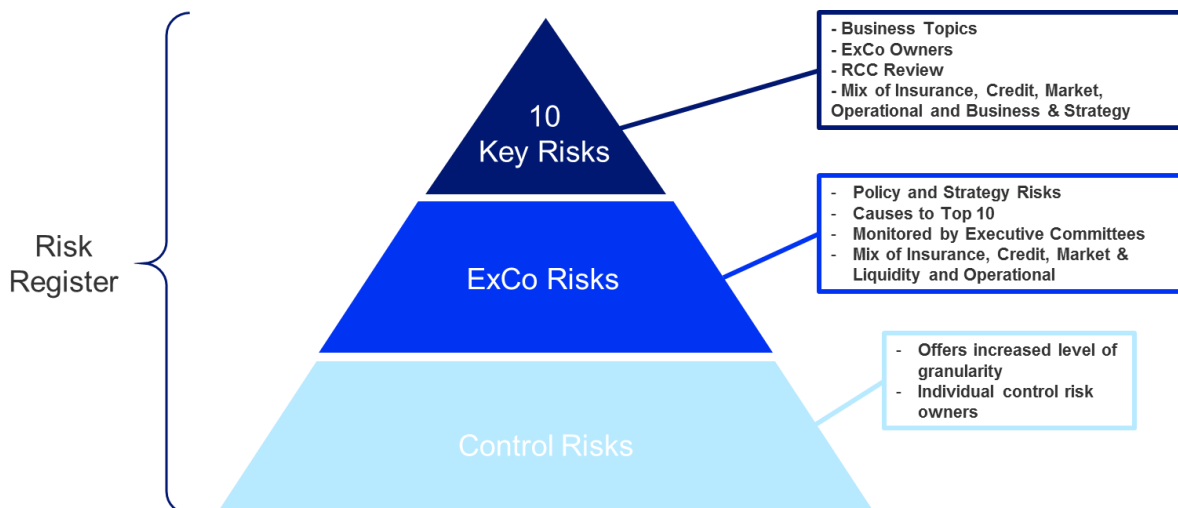 Risk
Register
10
Key Risks
ExCo Risks
Control Risks
- Business Topics
- ExCo Owners
- RCC Review
- Mix of Insurance, Credit, Market,
Operational and Business & Strategy
- Policy and Strategy Risks
- Causes to Top 10
- Monitored by Executive Committees
- Mix of Insurance, Credit, Market &
Liquidity and Operational
- Offers increased level of
granularity
- Individual control risk
owners